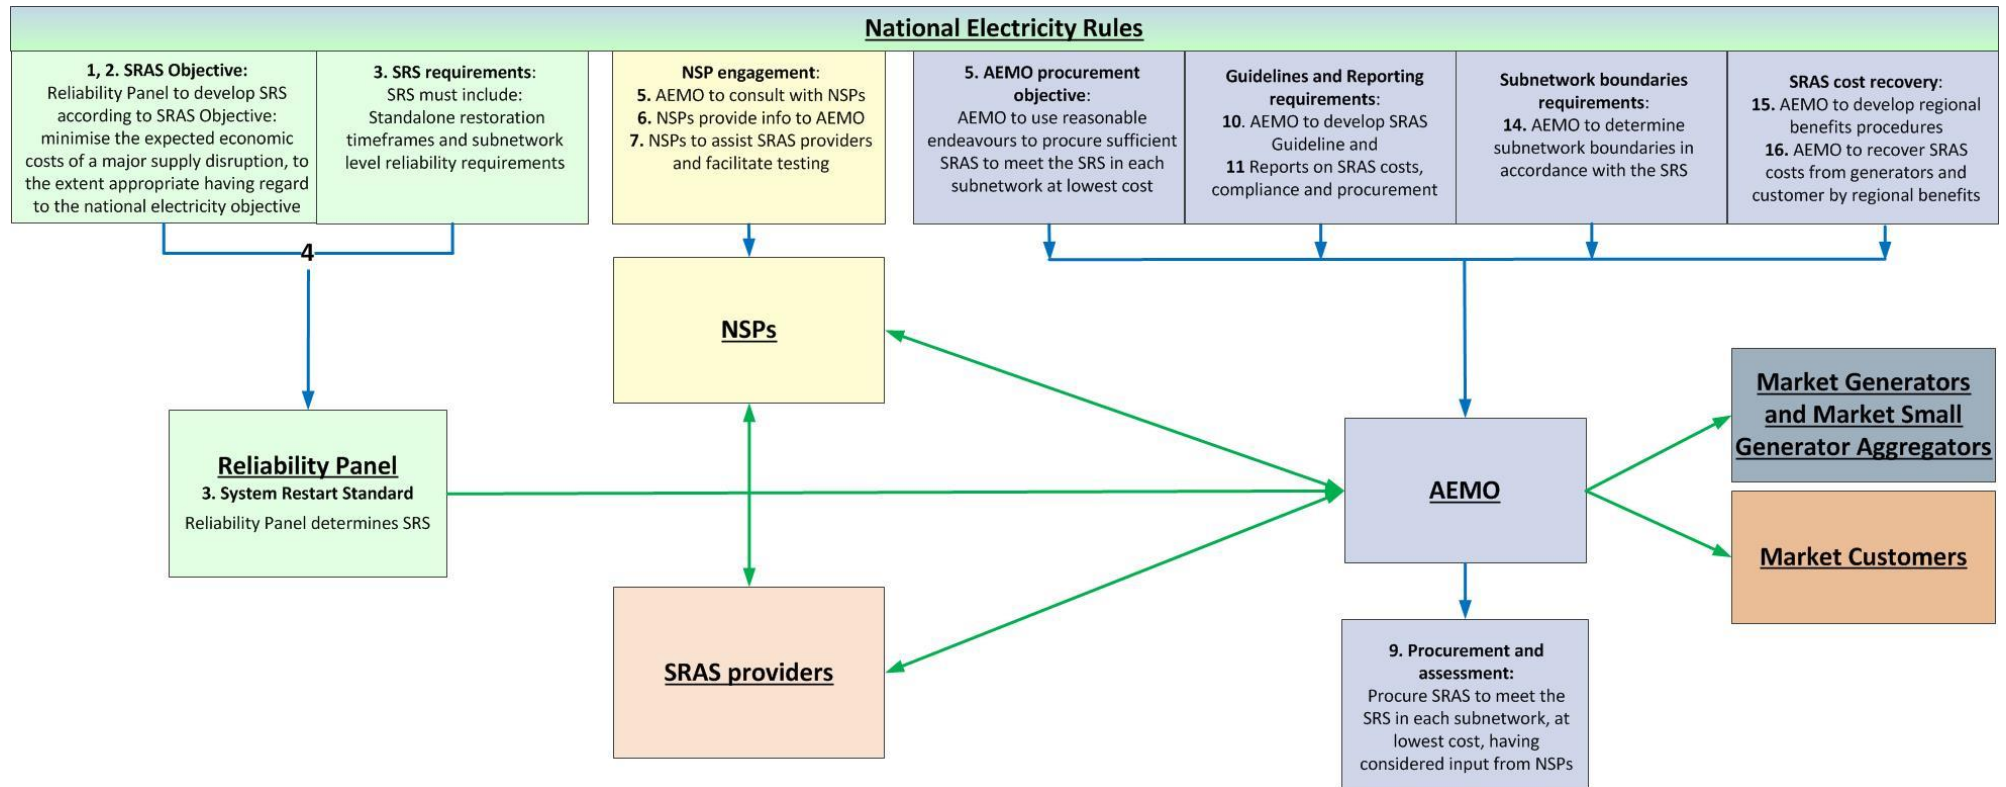 National Electricity Rules
1, 2. SRAS Objective:
Reliability Panel to develop SRS
according to SRAS Objective:
minimise the expected economic
costs of a major supply disruption, to
the extent appropriate having regard
to the national electricity objective
3. SRS requirements:
SRS must include:
Standalone restoration
timeframes and subnetwork
level reliability requirements
NSP engagement:
5. AEMO to consult with NSPs
6. NSPs provide info to AEMO
7. NSPs to assist SRAS providers
and facilitate testing
5. AEMO procurement
objective:
AEMO to use reasonable
endeavours to procure sufficient
SRAS to meet the SRS in each
subnetwork at lowest cost
Guidelines and Reporting
requirements:
10. AEMO to develop SRAS
Guideline and
11 Reports on SRAS costs,
compliance and procurement
Subnetwork boundaries
requirements:
14. AEMO to determine
subnetwork boundaries in
accordance with the SRS
SRAS cost recovery:
15. AEMO to develop regional
benefits procedures
16. AEMO to recover SRAS
costs from generators and
customer by regional benefits
4
NSPs
Reliability Panel
3. System Restart Standard
Reliability Panel determines SRS
SRAS providers
AEMO
Market Generators
and Market Small
Generator Aggregators
Market Customers
9. Procurement and
assessment:
Procure SRAS to meet the
SRS in each subnetwork, at
lowest cost, having
considered input from NSPs